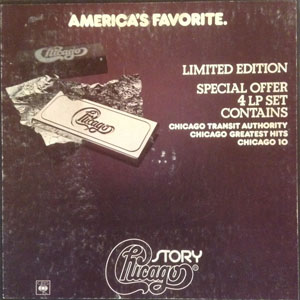 AMERICA'S FAVORITE.
Chicago
LIMITED EDITION
SPECIAL OFFER
4 LP SET
CONTAINS
CHICAGO TRANSIT AUTHORITY
CHICAGO GREATEST HITS
CHICAGO 10
Chicago
STORY
Chicago
CBS